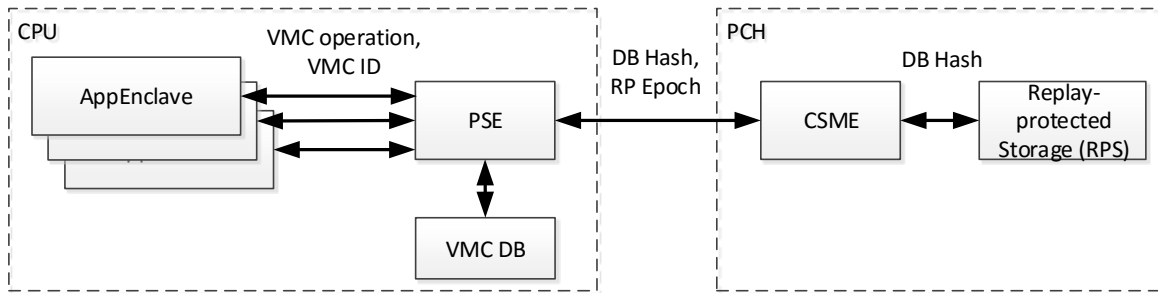 CPU
VMC operation,
VMC ID
AppEnclave
PSE
VMC DB
DB Hash,
RP Epoch
PCH
DB Hash
CSME
Replay-
protected
Storage (RPS)